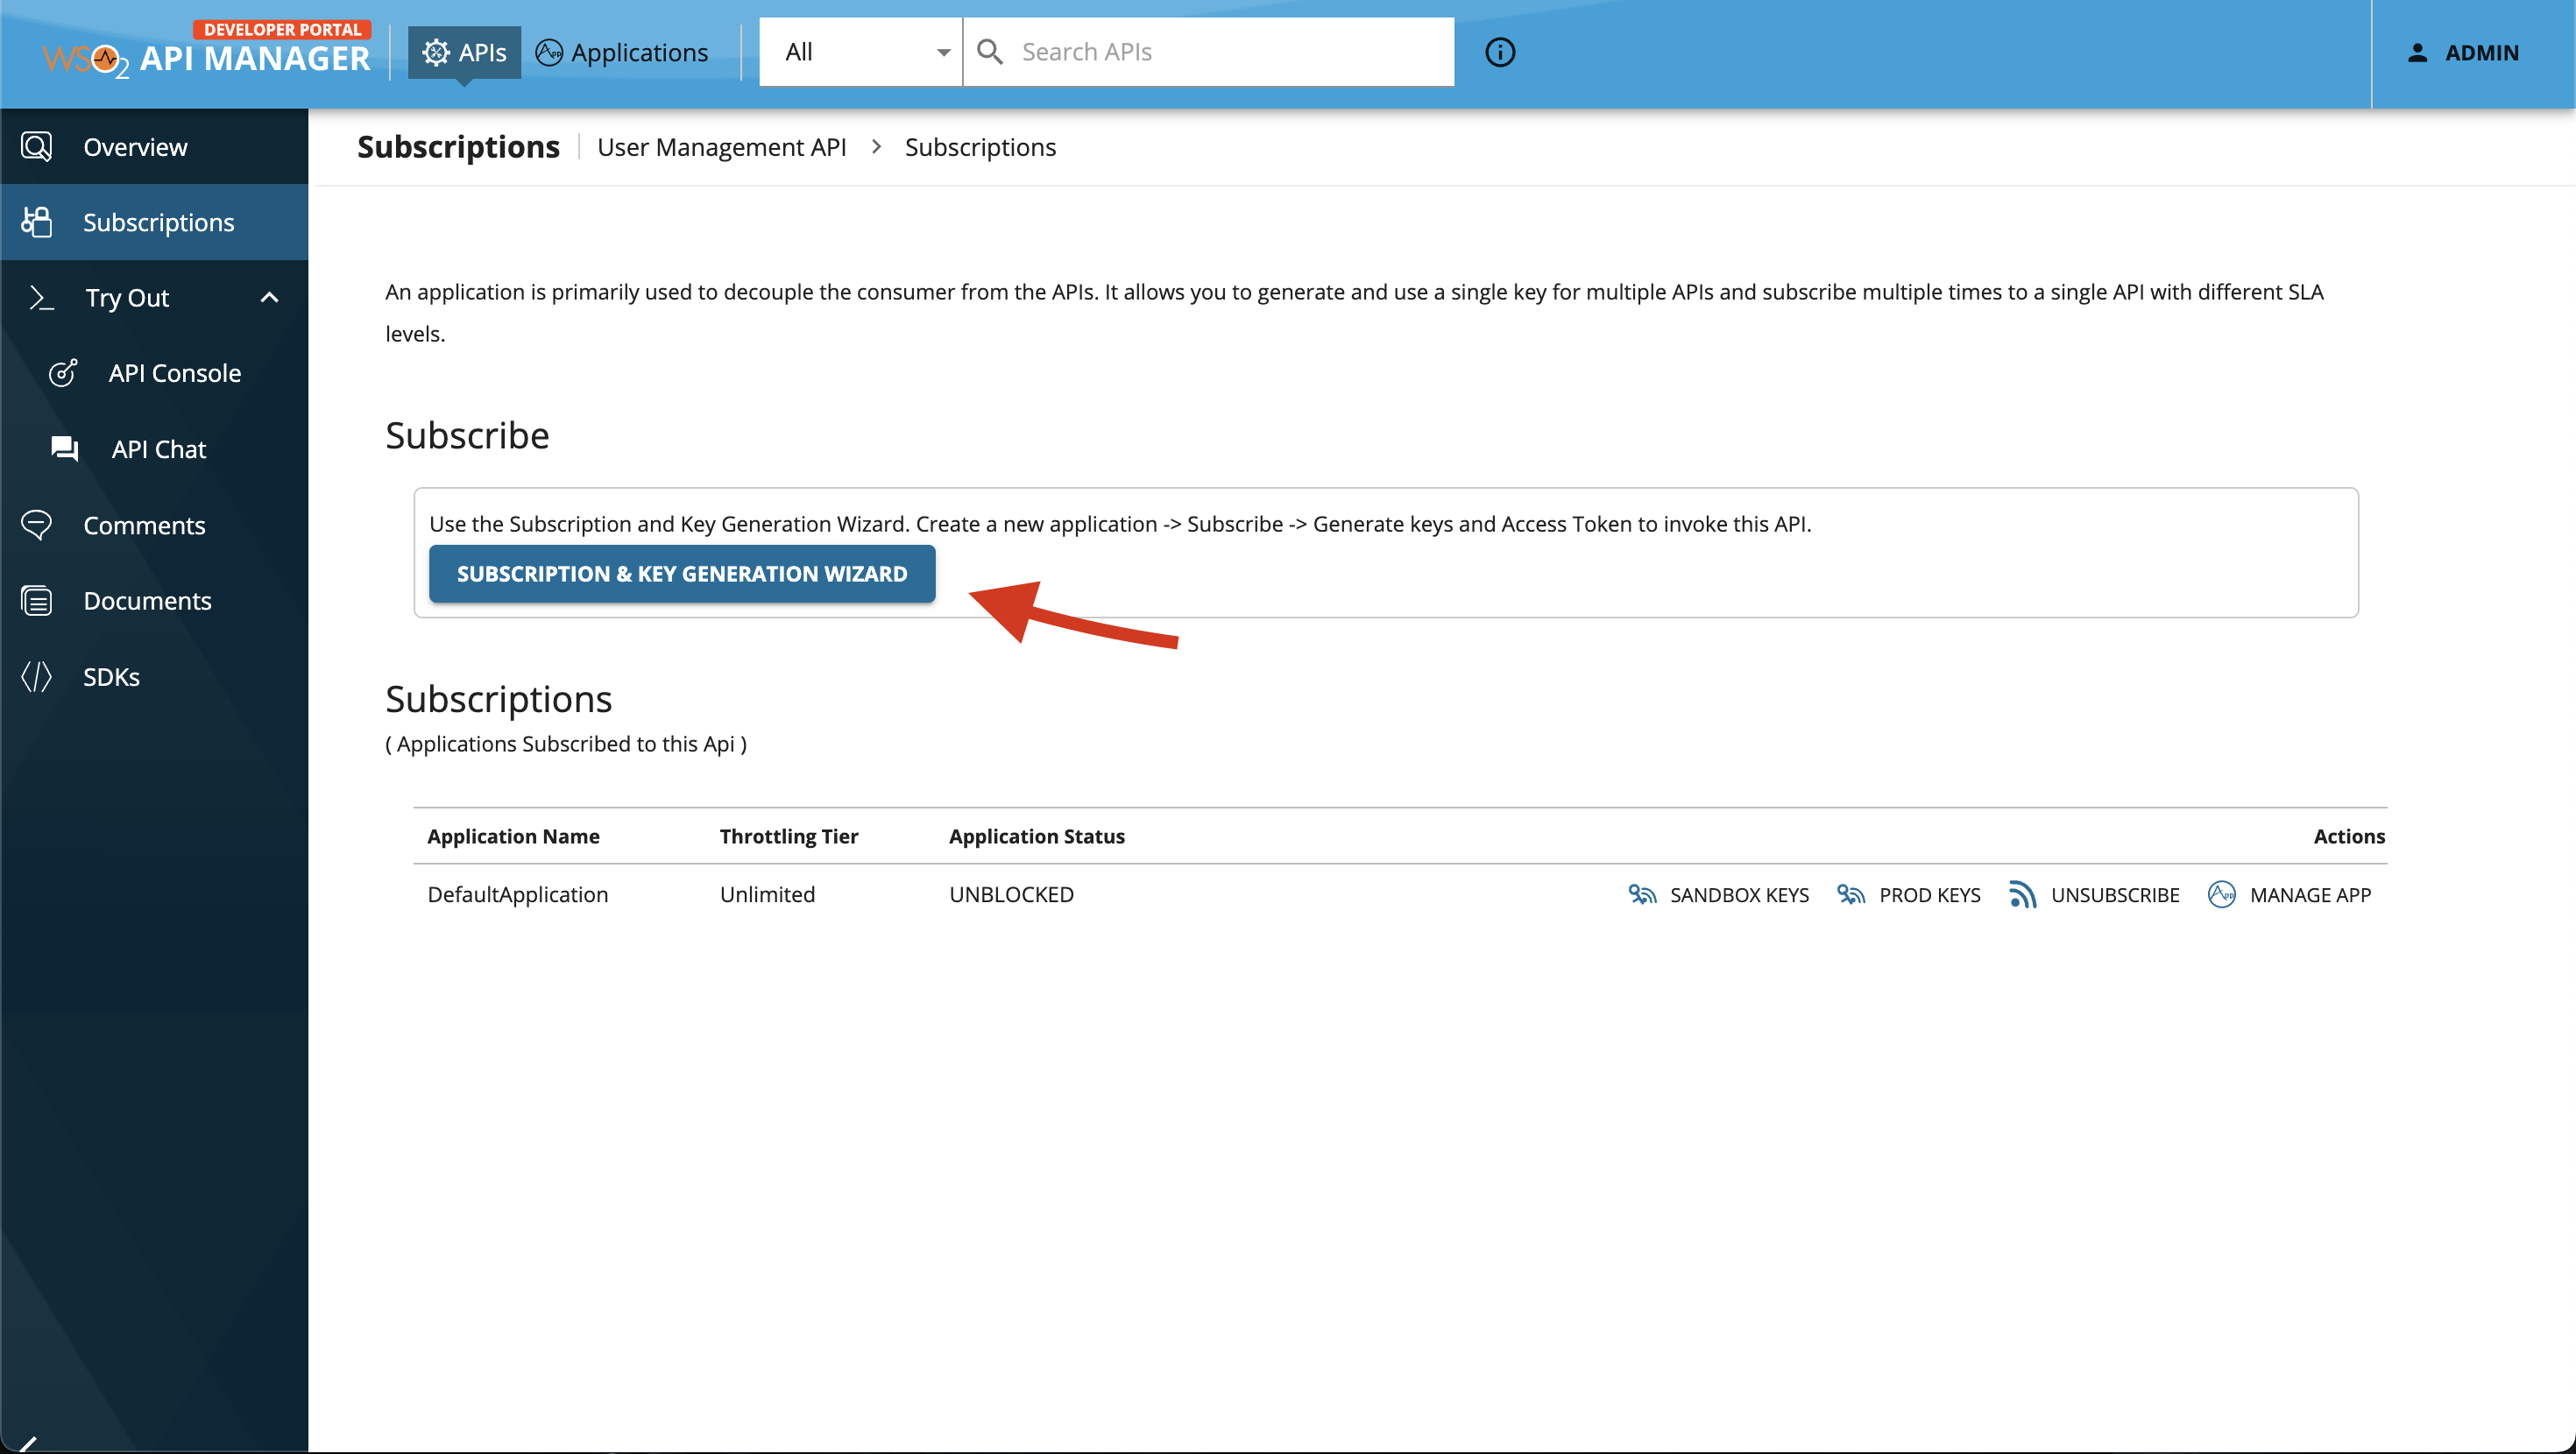 DEVELOPER PORTAL
WSO2 API MANAGER
APIs
Applications
All
Search APIs
ADMIN
Overview
Subscriptions
Try Out
API Console
API Chat
Comments
Documents
SDKs
Subscriptions
User Management API > Subscriptions
An application is primarily used to decouple the consumer from the APIs. It allows you to generate and use a single key for multiple APIs and subscribe multiple times to a single API with different SLA
levels.
Subscribe
Use the Subscription and Key Generation Wizard. Create a new application -> Subscribe -> Generate keys and Access Token to invoke this API.
SUBSCRIPTION & KEY GENERATION WIZARD
Subscriptions
( Applications Subscribed to this Api )
Application Name Throttling Tier Application Status Actions
DefaultApplication Unlimited UNBLOCKED SANDBOX KEYS PROD KEYS UNSUBSCRIBE MANAGE APP